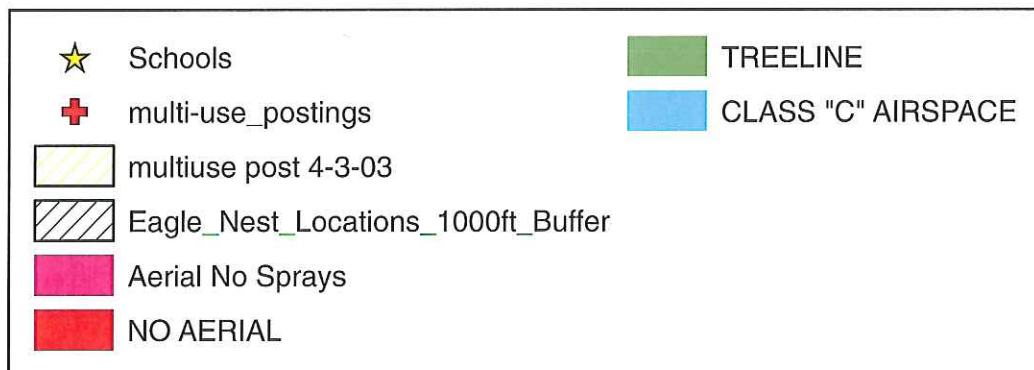 Schools
multi-use_postings
multiuse post 4-3-03
Eagle_Nest_Locations_1000ft_Buffer
Aerial No Sprays
NO AERIAL
TREELINE
CLASS "C" AIRSPACE